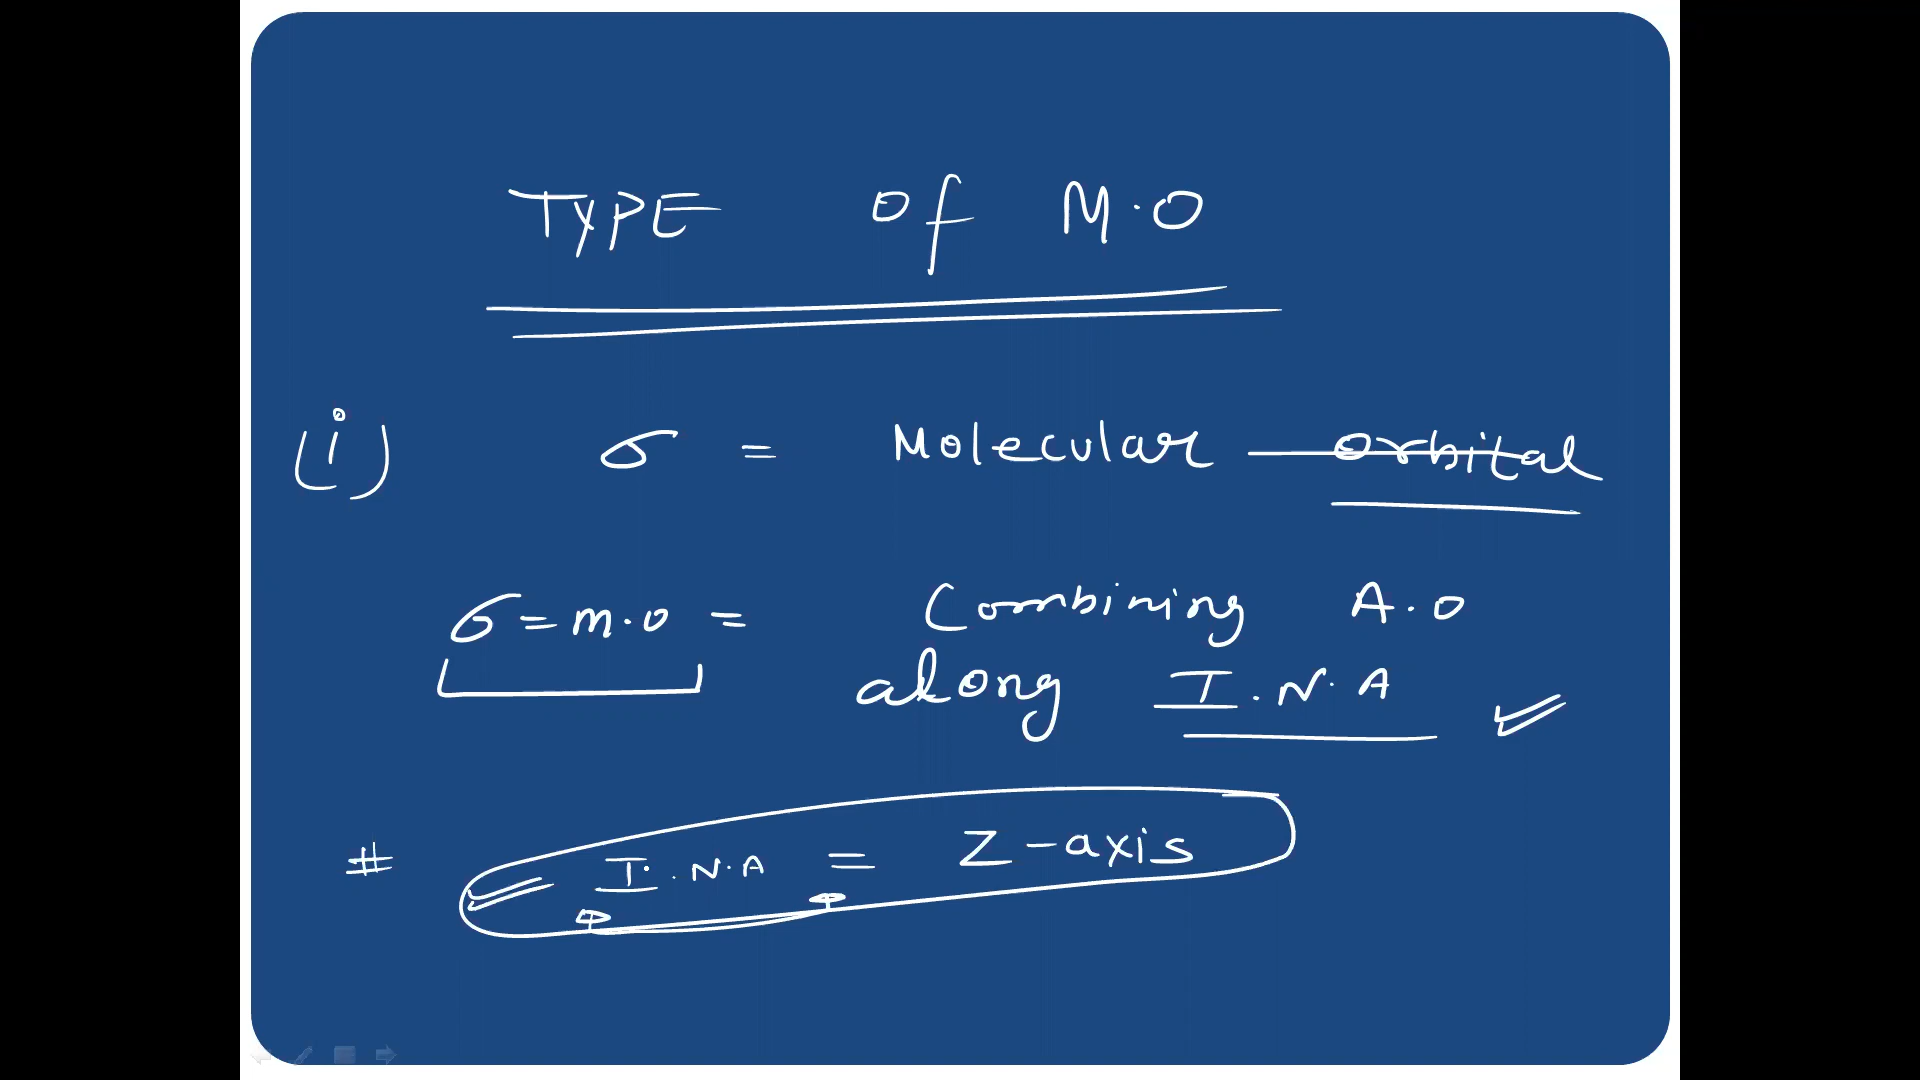 TYPE of M.O
(i) σ = Molecular orbital
σ = m.o = Combining A.O
along I.N.A
# I.N.A = Z-axis